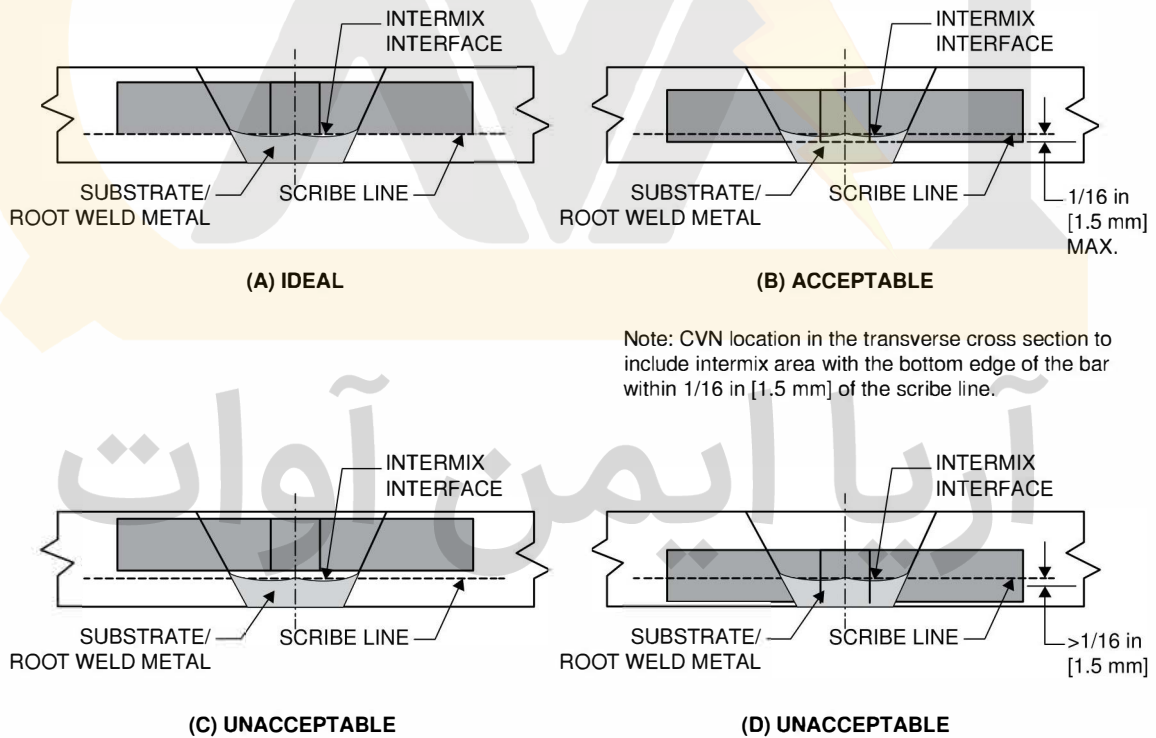 INTERMIX
INTERFACE
SUBSTRATE/
ROOT WELD METAL
SCRIBE LINE
(A) IDEAL
INTERMIX
INTERFACE
SUBSTRATE/
ROOT WELD METAL
SCRIBE LINE
1/16 in
[1.5 mm]
MAX.
(B) ACCEPTABLE
Note: CVN location in the transverse cross section to
include intermix area with the bottom edge of the bar
within 1/16 in [1.5 mm] of the scribe line.
آریا ایمن آوات
INTERMIX
INTERFACE
SUBSTRATE/
ROOT WELD METAL
SCRIBE LINE
(C) UNACCEPTABLE
INTERMIX
INTERFACE
SUBSTRATE/
ROOT WELD METAL
SCRIBE LINE
>1/16 in
[1.5 mm]
(D) UNACCEPTABLE